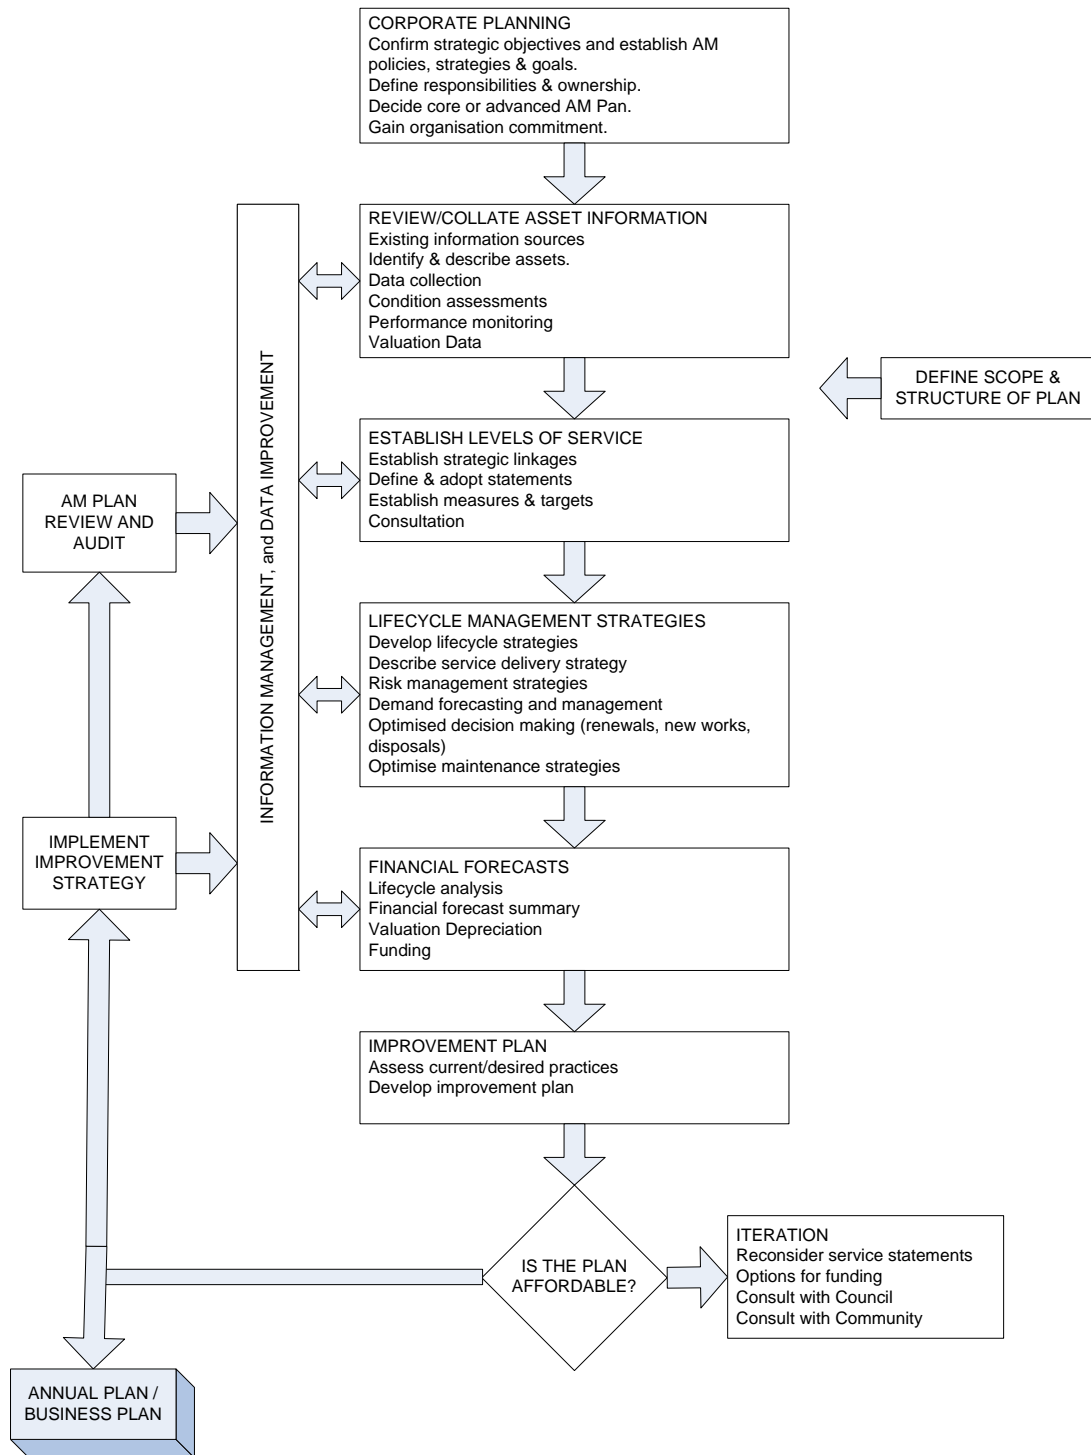 CORPORATE PLANNING
Confirm strategic objectives and establish AM
policies, strategies & goals.
Define responsibilities & ownership.
Decide core or advanced AM Pan.
Gain organisation commitment.
REVIEW/COLLATE ASSET INFORMATION
Existing information sources
Identify & describe assets.
Data collection
Condition assessments
Performance monitoring
Valuation Data
DEFINE SCOPE &
STRUCTURE OF PLAN
INFORMATION MANAGEMENT, and DATA IMPROVEMENT
ESTABLISH LEVELS OF SERVICE
Establish strategic linkages
Define & adopt statements
Establish measures & targets
Consultation
AM PLAN
REVIEW AND
AUDIT
LIFECYCLE MANAGEMENT STRATEGIES
Develop lifecycle strategies
Describe service delivery strategy
Risk management strategies
Demand forecasting and management
Optimised decision making (renewals, new works,
disposals)
Optimise maintenance strategies
IMPLEMENT
IMPROVEMENT
STRATEGY
FINANCIAL FORECASTS
Lifecycle analysis
Financial forecast summary
Valuation Depreciation
Funding
IMPROVEMENT PLAN
Assess current/desired practices
Develop improvement plan
IS THE PLAN
AFFORDABLE?
ITERATION
Reconsider service statements
Options for funding
Consult with Council
Consult with Community
ANNUAL PLAN /
BUSINESS PLAN